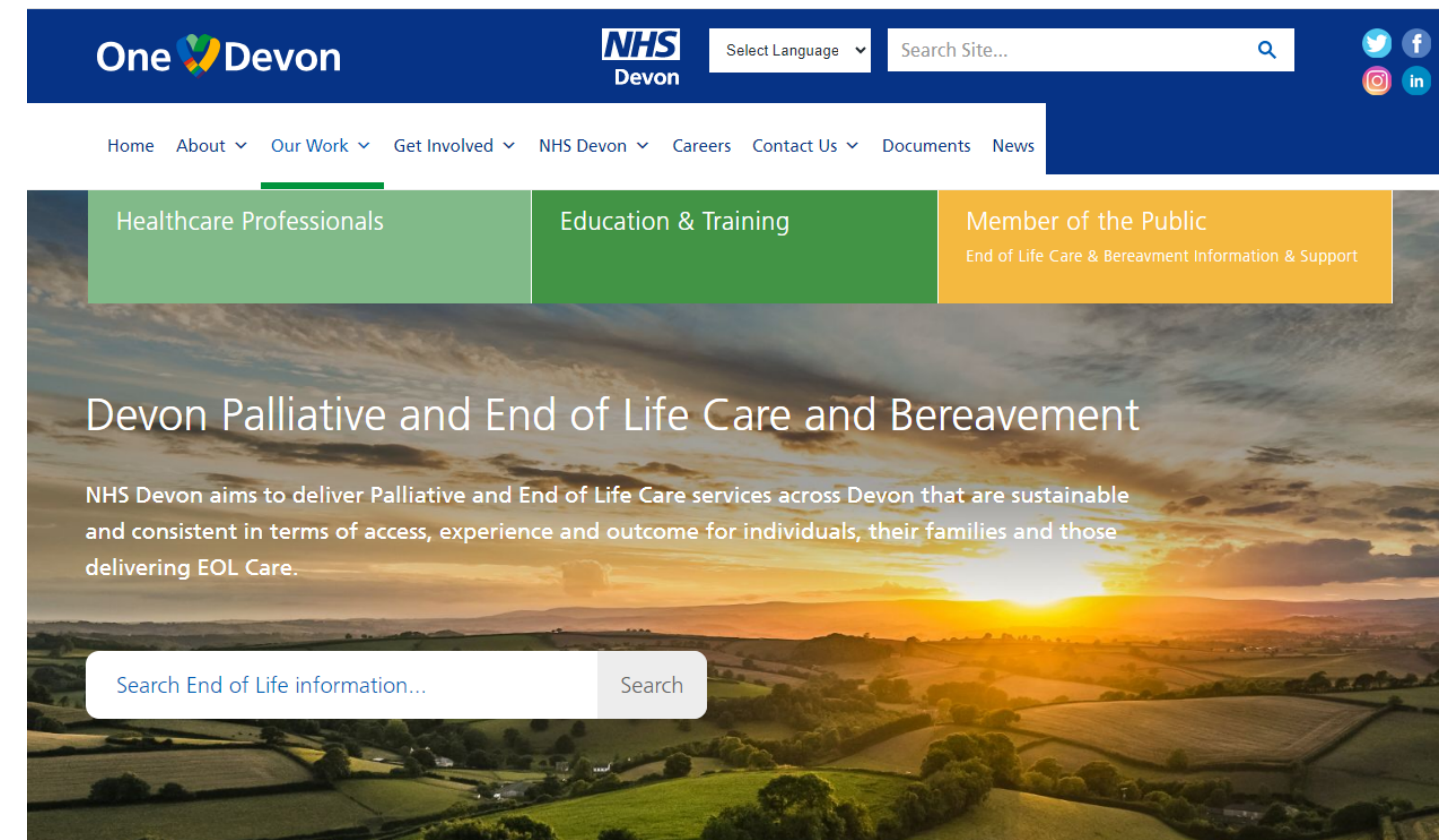 One Devon
NHS
Devon
Select Language
Search Site...
in
Home About Our Work Get Involved NHS Devon Careers Contact Us Documents News
Healthcare Professionals
Education & Training
Member of the Public
End of Life Care & Bereavment Information & Support
Devon Palliative and End of Life Care and Bereavement
NHS Devon aims to deliver Palliative and End of Life Care services across Devon that are sustainable
and consistent in terms of access, experience and outcome for individuals, their families and those
delivering EOL Care.
Search End of Life information...
Search